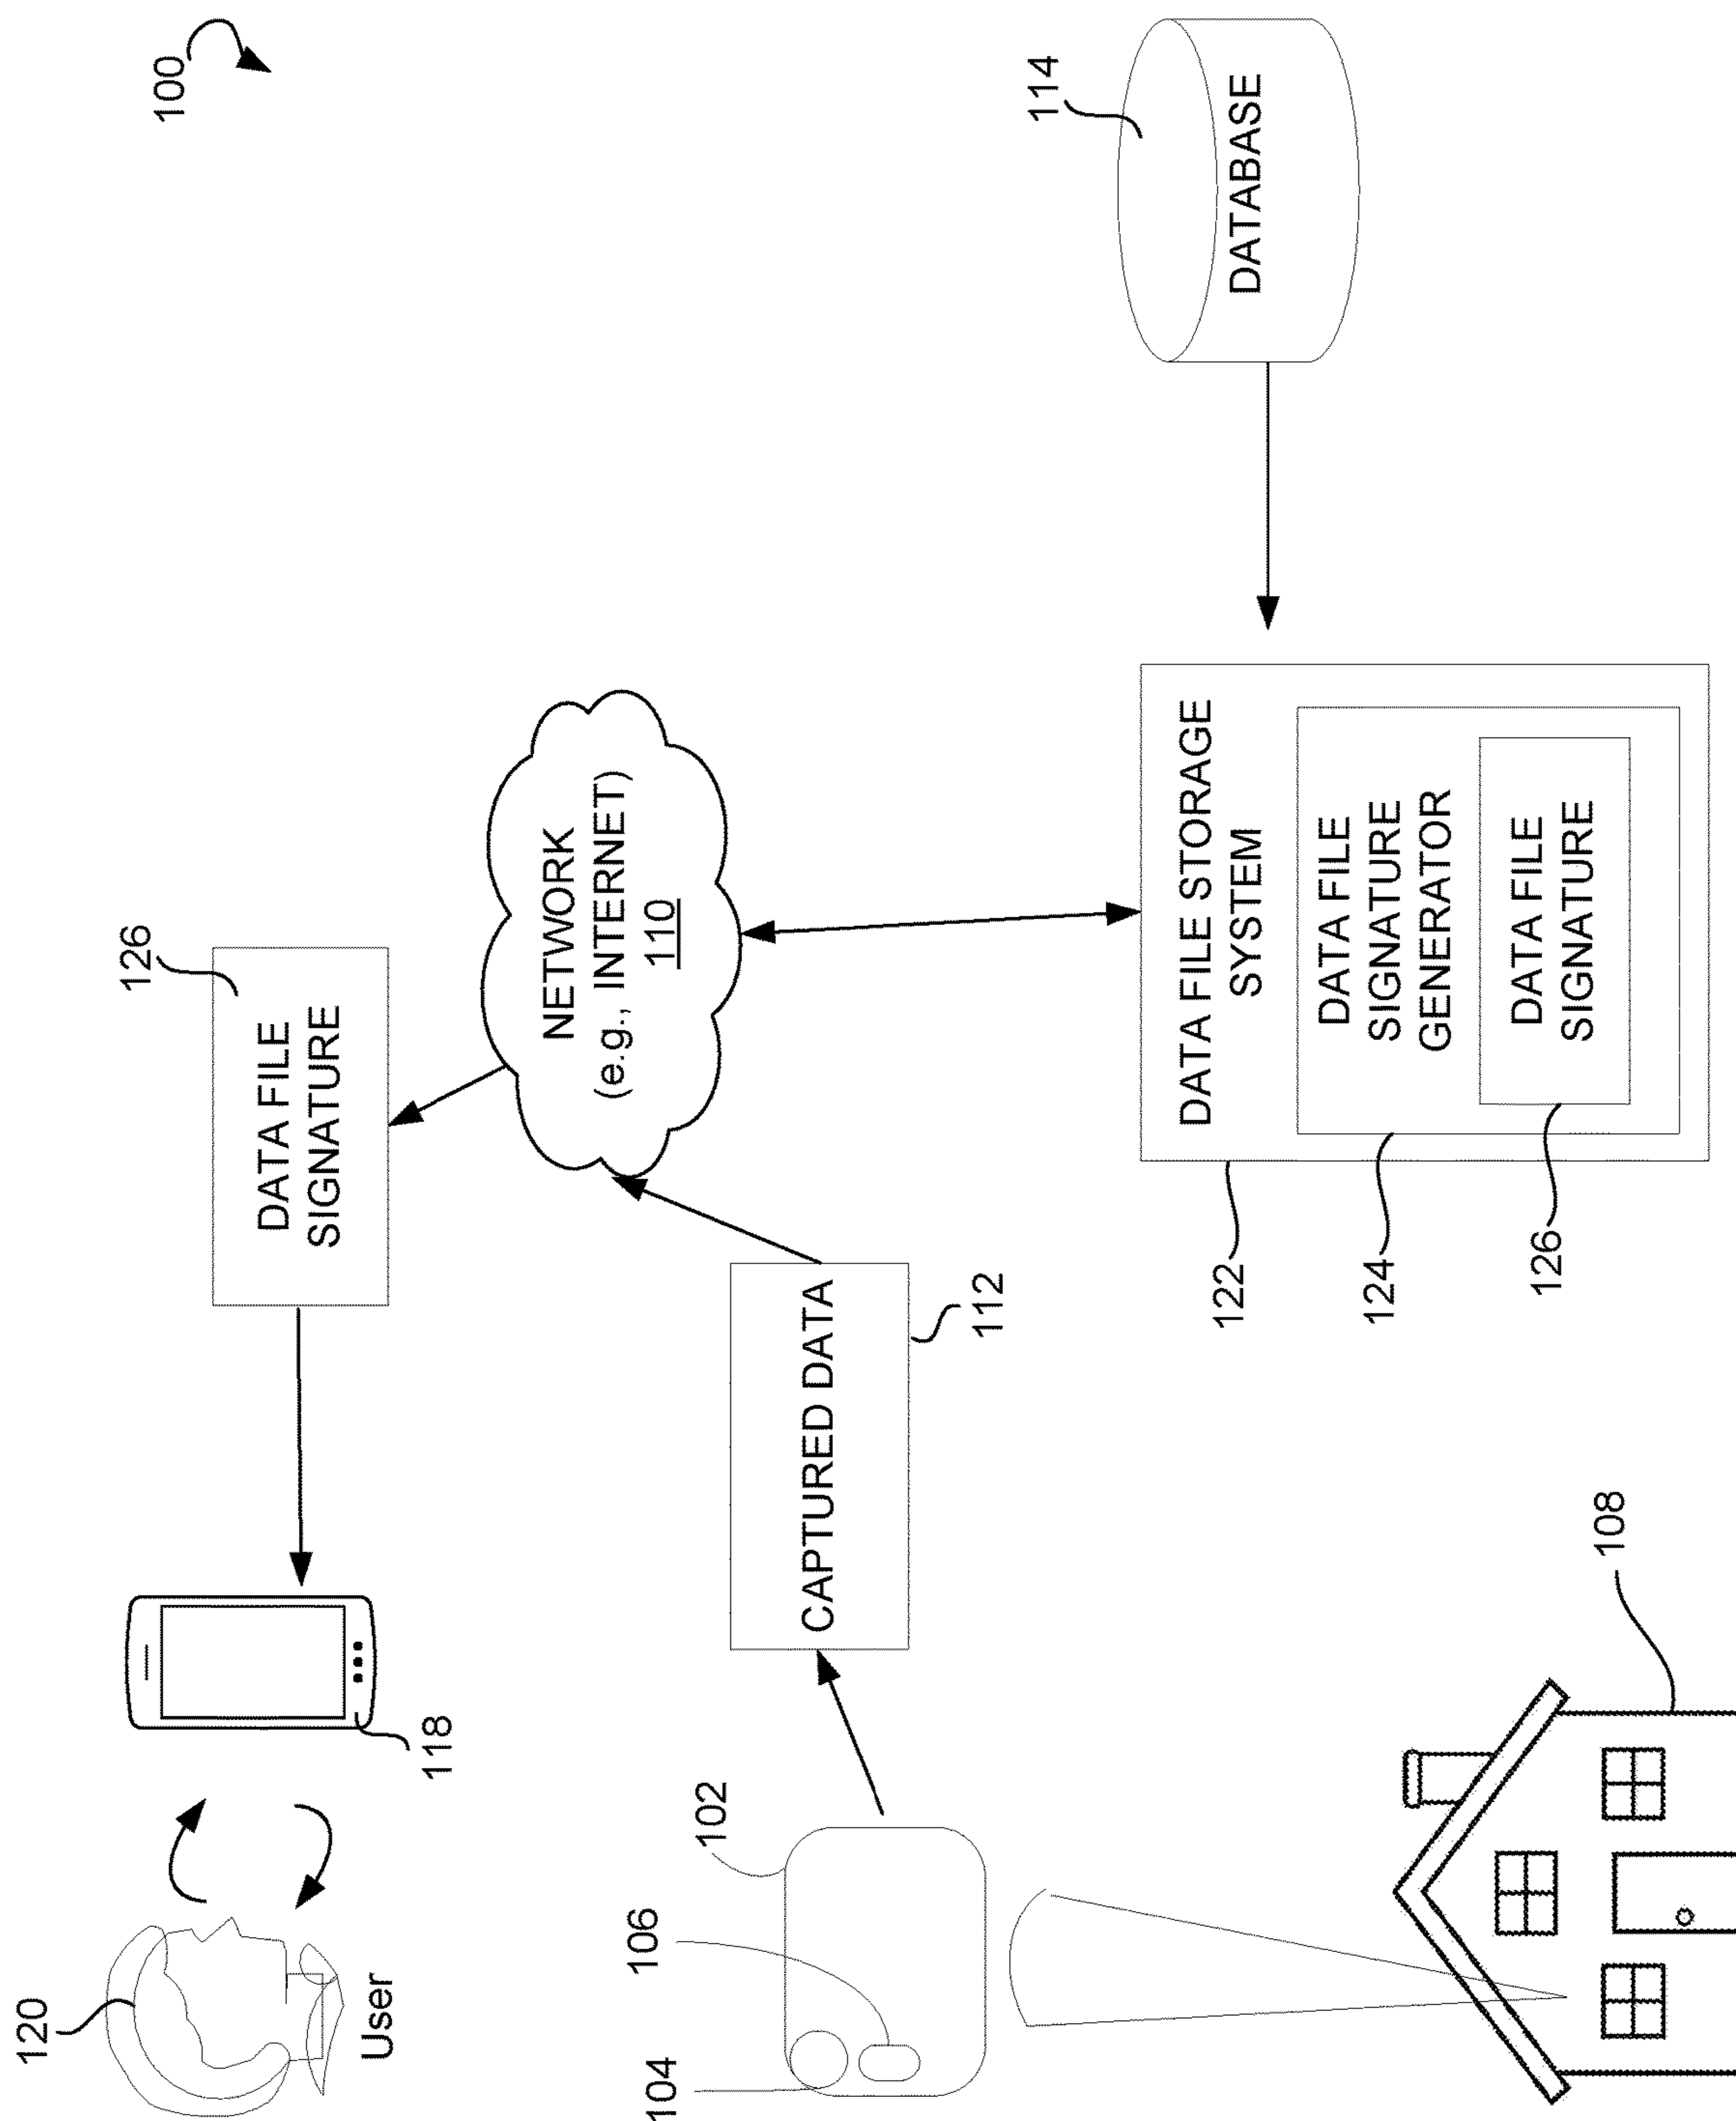 100
120
User
118
126
DATA FILE
SIGNATURE
NETWORK
(e.g., INTERNET)
110
104
106
102
CAPTURED DATA
112
114
DATABASE
108
122
124
126
DATA FILE STORAGE
SYSTEM
DATA FILE
SIGNATURE
GENERATOR
DATA FILE
SIGNATURE